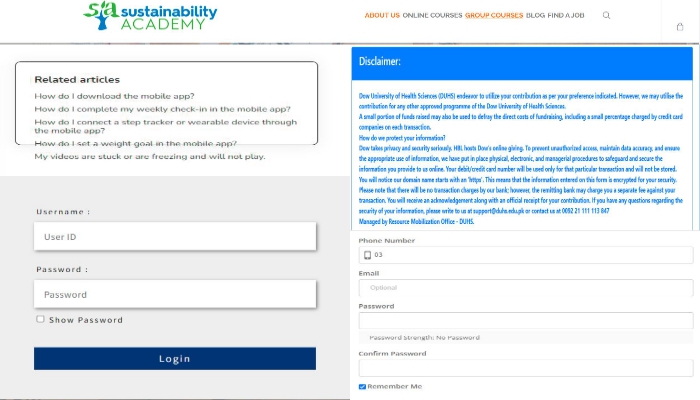 sustainability
ACADEMY
ABOUT US ONLINE COURSES GROUP COURSES BLOG FIND A JOB
Related articles
How do I download the mobile app?
How do I complete my weekly check-in in the mobile app?
How do I connect a step tracker or wearable device through
the mobile app?
How do I set a weight goal in the mobile app?
My videos are stuck or are freezing and will not play.
Username :
User ID
Password :
Password
Show Password
Login
Disclaimer:
Dow University of Health Sciences (DUHS) endeavor to utilize your contribution as per your preference indicated. However, we may utilise the
contribution for any other approved programme of the Dow University of Health Sciences.
A small portion of funds raised may also be used to defray the direct costs of fundraising, including a small percentage charged by credit card
companies on each transaction.
How do we protect your information?
Dow takes privacy and security seriously. HBL hosts Dow's online giving. To prevent unauthorized access, maintain data accuracy, and ensure
the appropriate use of information, we have put in place physical, electronic, and managerial procedures to safeguard and secure the
information you provide to us online. Your debit/credit card number will be used only for that particular transaction and will not be stored.
You will notice our domain name starts with an 'https'. This means that the information entered on this form is encrypted for your security.
Please note that there will be no transaction charges by our bank; however, the remitting bank may charge you a separate fee against your
transaction. You will receive an acknowledgement along with an official receipt for your contribution. If you have any questions regarding the
security of your information, please write to us at support@duhs.edu.pk or contact us at 0092 21 111 113 847
Managed by Resource Mobilization Office - DUHS.
Phone Number
03
Email
Optional
Password
Password Strength: No Password
Confirm Password
Remember Me